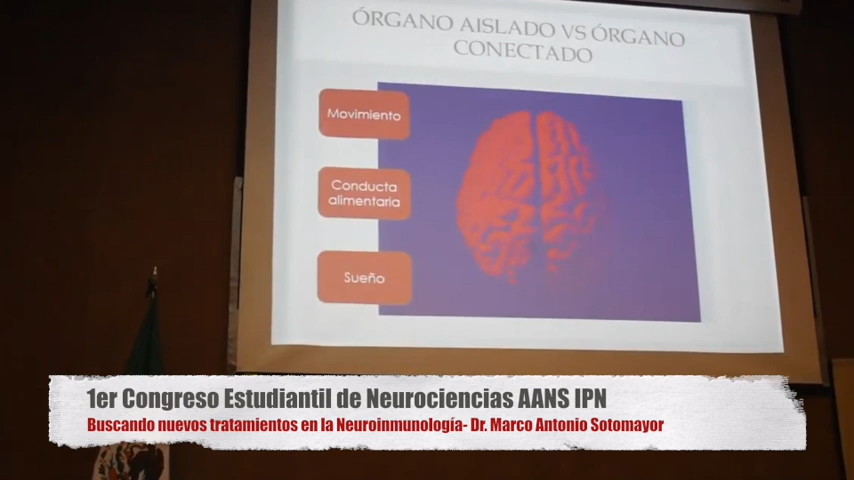 ÓRGANO AISLADO VS ÓRGANO
CONECTADO
Movimiento
Conducta
alimentaria
Sueño
1er Congreso Estudiantil de Neurociencias AANS IPN
Buscando nuevos tratamientos en la Neuroinmunología- Dr. Marco Antonio Sotomayor